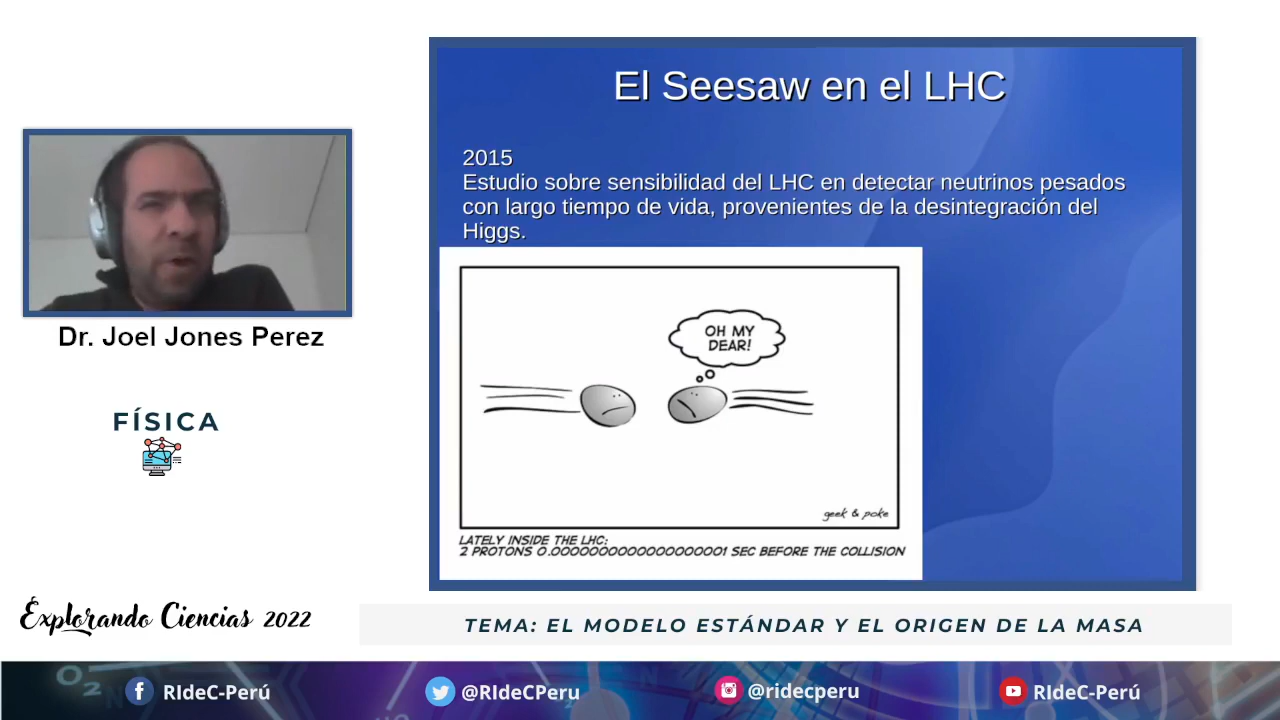 El Seesaw en el LHC
2015
Estudio sobre sensibilidad del LHC en detectar neutrinos pesados
con largo tiempo de vida, provenientes de la desintegración del
Higgs.
OH MY
DEAR!
geek & poke
LATELY INSIDE THE LHC:
2 PROTONS 0.0000000000000000001 SEC BEFORE THE COLLISION
Dr. Joel Jones Perez
FÍSICA
Explorando Ciencias 2022
TEMA: EL MODELO ESTÁNDAR Y EL ORIGEN DE LA MASA
O2
RIdeC-Perú
@RIdeCPeru
@ridecperu
RIdeC-Perú